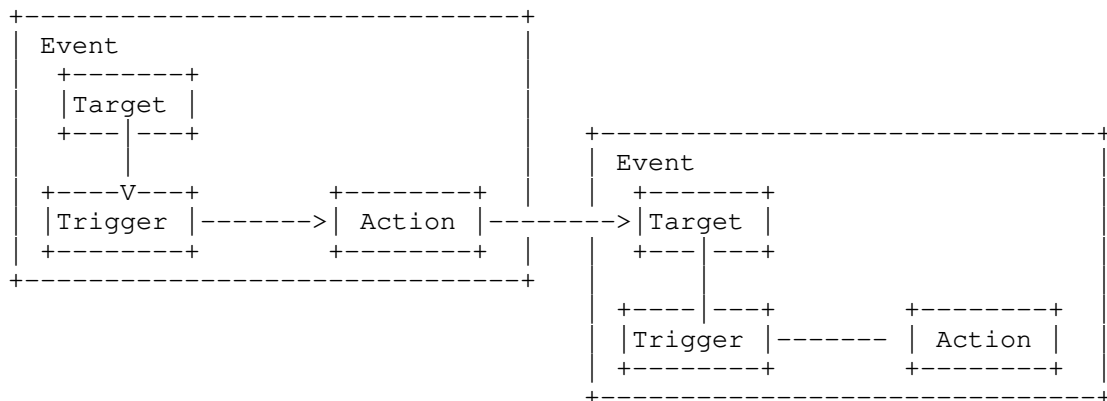 Event
Target
Event
Trigger Action Target
Trigger Action